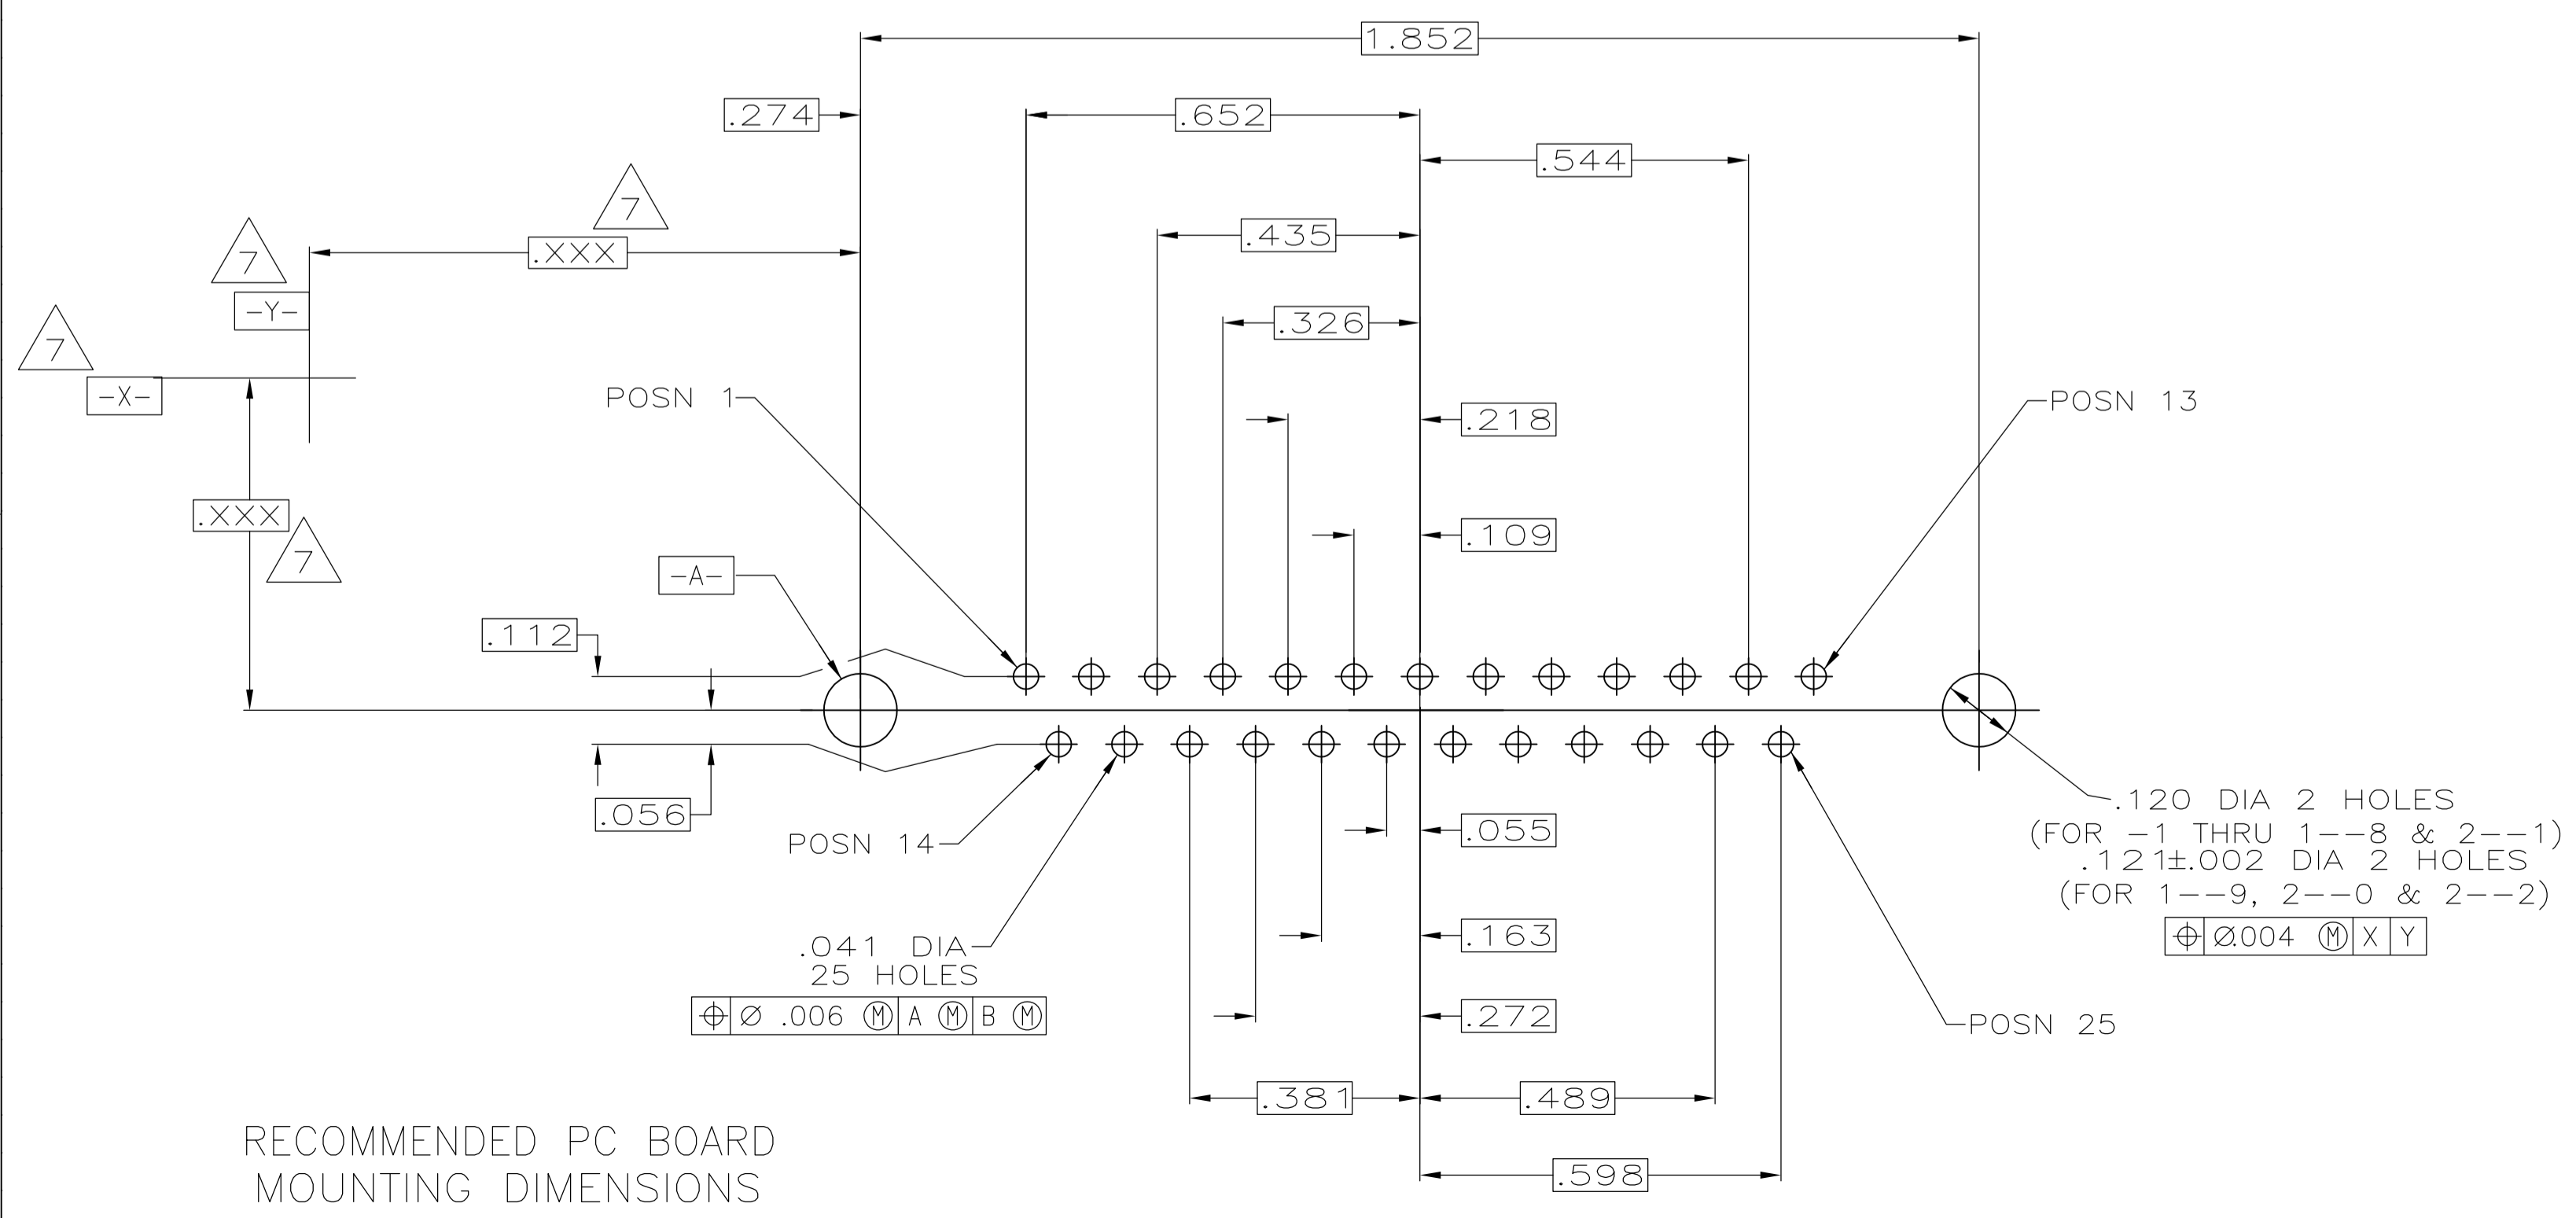 1.852
.274
.652
.544
7
.435
7
.XXX
-Y-
.326
7
-X-
POSN 1
POSN 13
.218
.XXX
7
.109
-A-
.112
.056
POSN 14
.055
.120 DIA 2 HOLES
(FOR -1 THRU 1--8 & 2--1)
.121±.002 DIA 2 HOLES
(FOR 1--9, 2--0 & 2--2)
⌖ Ø.004 Ⓜ X Y
.041 DIA
25 HOLES
⌖ Ø .006 Ⓜ A Ⓜ B Ⓜ
.163
.272
POSN 25
.381
.489
.598
RECOMMENDED PC BOARD
MOUNTING DIMENSIONS